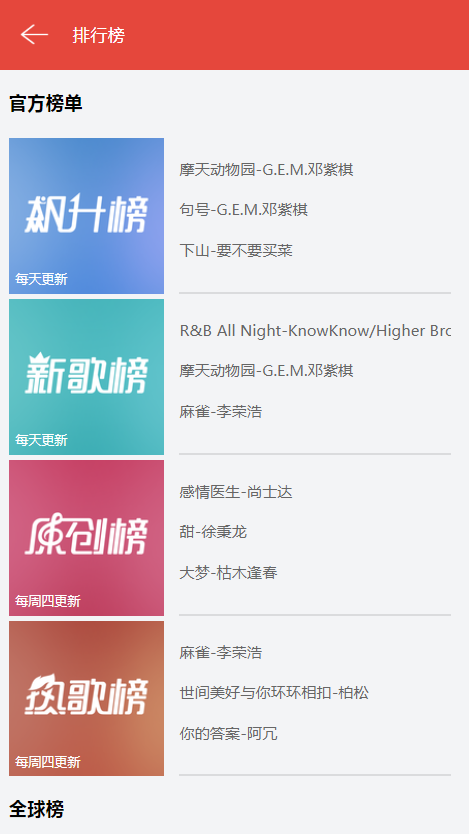 排行榜
官方榜单
飙升榜
每天更新
摩天动物园-G.E.M.邓紫棋
句号-G.E.M.邓紫棋
下山-要不要买菜
新歌榜
每天更新
R&B All Night-KnowKnow/Higher Bro
摩天动物园-G.E.M.邓紫棋
麻雀-李荣浩
原创榜
每周四更新
感情医生-尚士达
甜-徐秉龙
大梦-枯木逢春
热歌榜
每周四更新
麻雀-李荣浩
世间美好与你环环相扣-柏松
你的答案-阿冗
全球榜